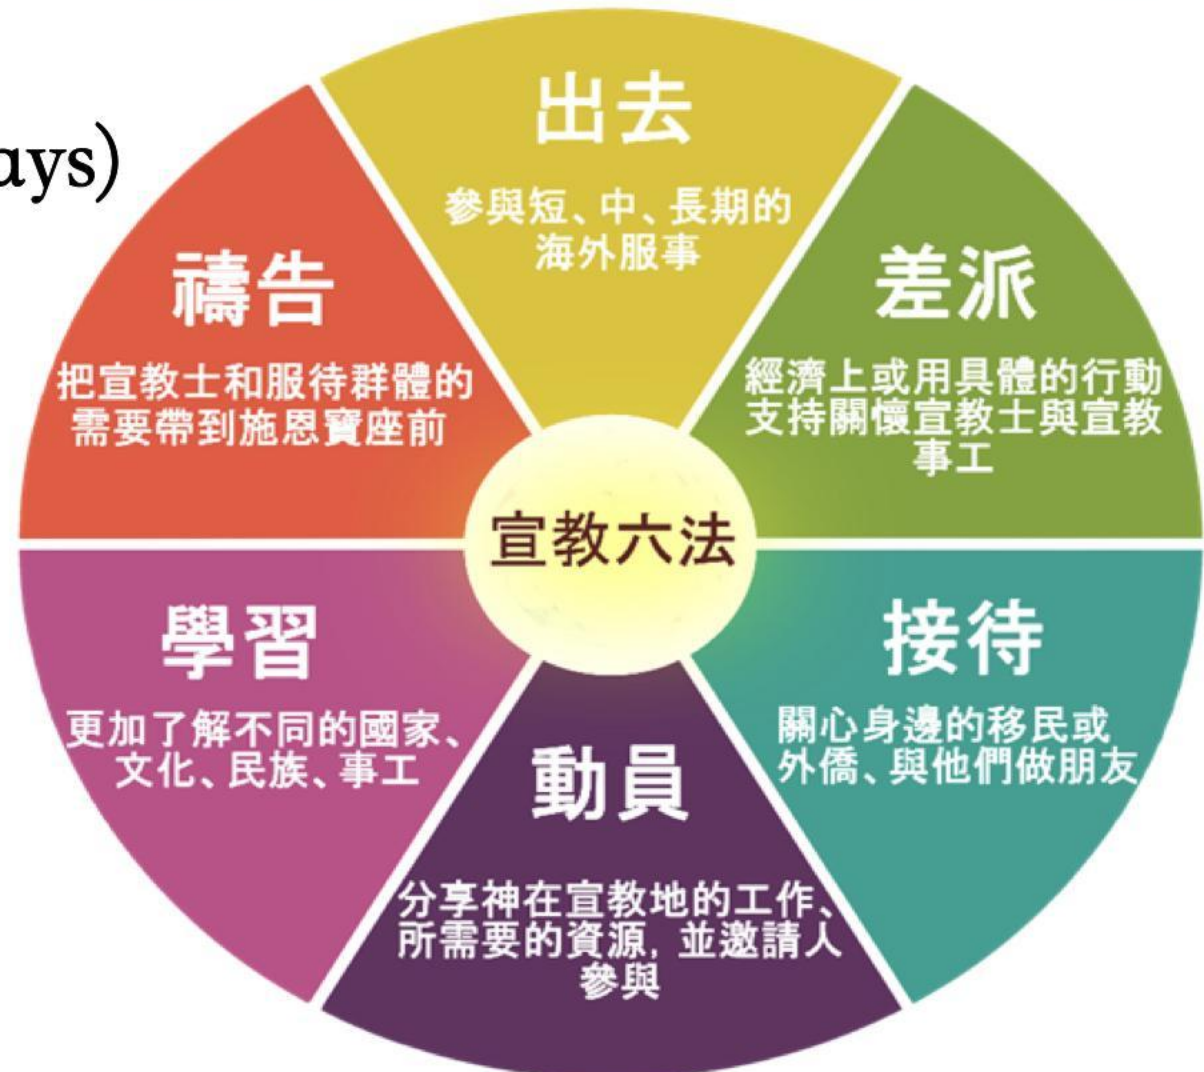 ays)
出去
參與短、中、長期的
海外服事
差派
經濟上或用具體的行動
支持關懷宣教士與宣教
事工
接待
關心身邊的移民或
外僑、與他們做朋友
動員
分享神在宣教地的工作、
所需要的資源, 並邀請人
參與
學習
更加了解不同的國家、
文化、民族、事工
禱告
把宣教士和服待群體的
需要帶到施恩寶座前
宣教六法